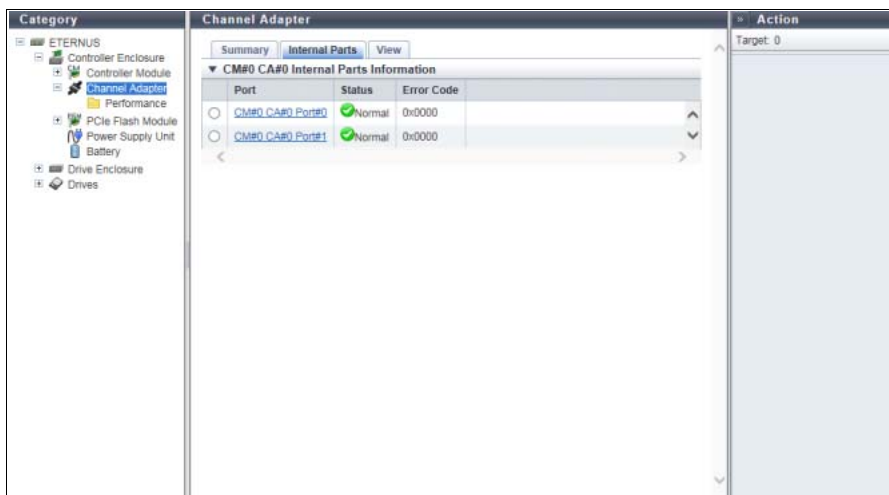 Category
ETERNUS
Controller Enclosure
Controller Module
Channel Adapter
Performance
PCIe Flash Module
Power Supply Unit
Battery
Drive Enclosure
Drives
Channel Adapter
Summary Internal Parts View
▼ CM#0 CA#0 Internal Parts Information
Port Status Error Code
CM#0 CA#0 Port#0 Normal 0x0000
CM#0 CA#0 Port#1 Normal 0x0000
» Action
Target: 0